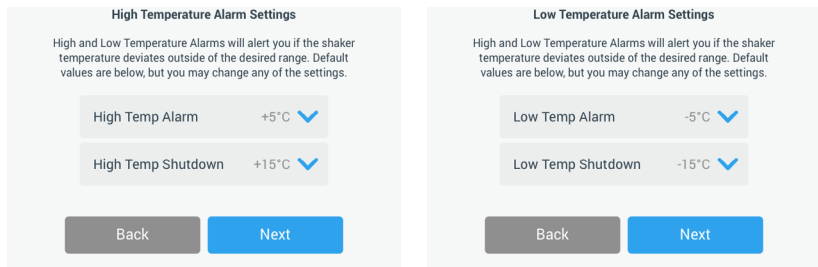 High Temperature Alarm Settings
High and Low Temperature Alarms will alert you if the shaker
temperature deviates outside of the desired range. Default
values are below, but you may change any of the settings.
High Temp Alarm +5°C
High Temp Shutdown +15°C
Back Next
Low Temperature Alarm Settings
High and Low Temperature Alarms will alert you if the shaker
temperature deviates outside of the desired range. Default
values are below, but you may change any of the settings.
Low Temp Alarm -5°C
Low Temp Shutdown -15°C
Back Next